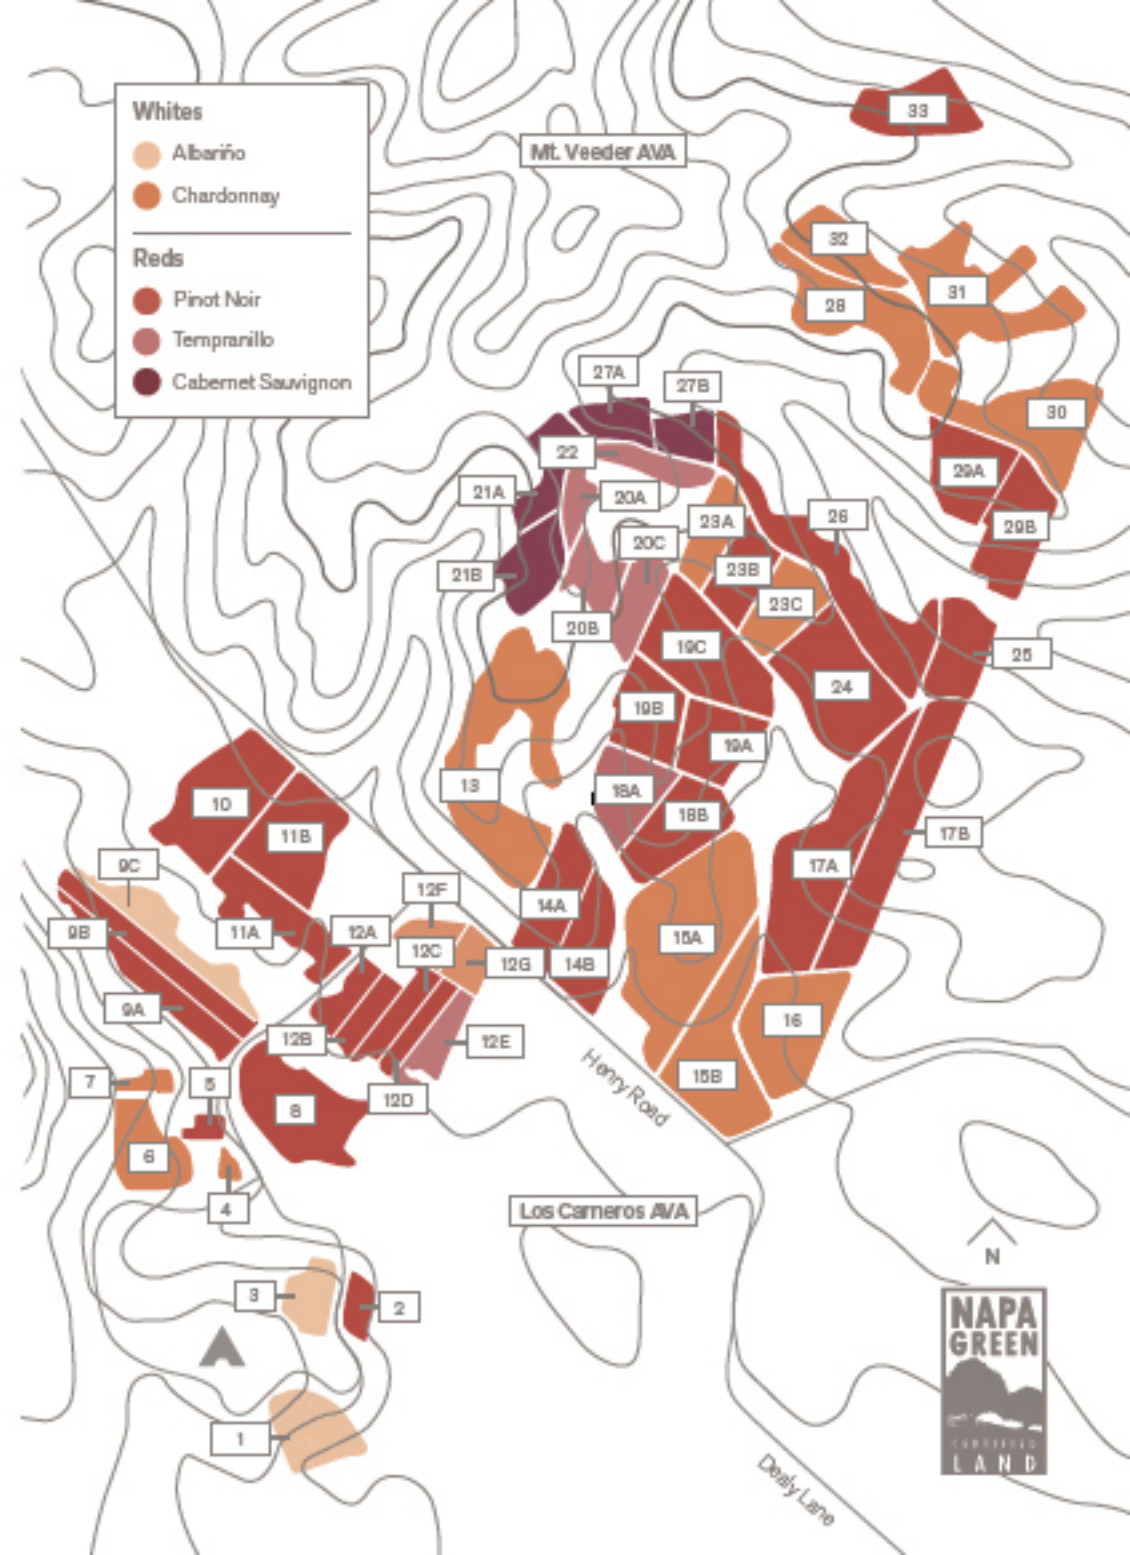 Whites
Albariño
Chardonnay
Reds
Pinot Noir
Tempranillo
Cabernet Sauvignon
Mt. Veeder AVA
33
32
31
28
30
27A
27B
22
29A
21A
20A
23A
26
29B
20C
23B
21B
23C
20B
19C
25
24
19B
19A
13
18A
10
18B
11B
17B
9C
17A
12F
14A
9B
11A
12A
15A
12C
12G
14B
9A
16
12B
12E
Henry Road
15B
7
5
12D
8
6
4
Los Carneros AVA
N
3
2
NAPA
GREEN
1
CERTIFIED
LAND
Dealy Lane